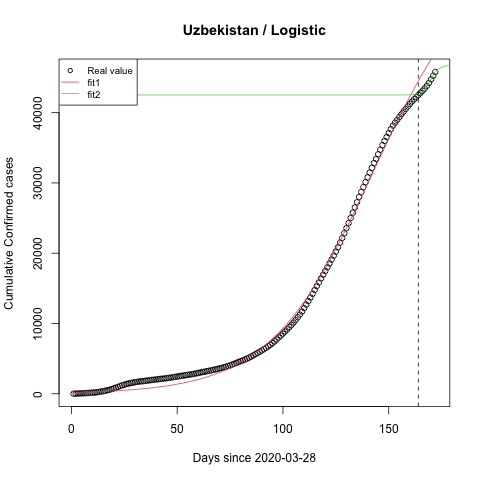 Uzbekistan / Logistic
Real value
fit1
fit2
Cumulative Confirmed cases
40000
30000
20000
10000
0
0 50 100 150
Days since 2020-03-28